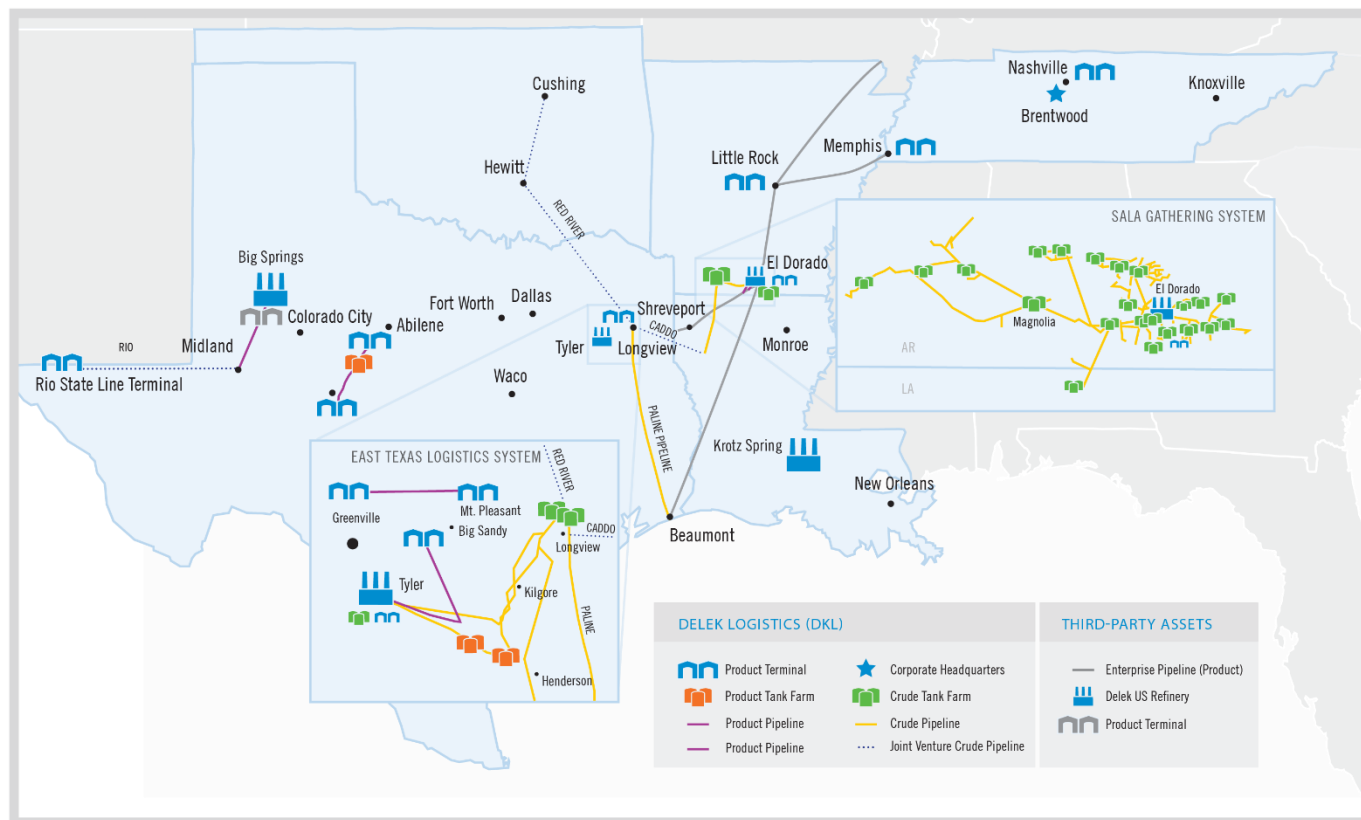 Cushing
Hewitt
RED RIVER
Nashville
Brentwood
Knoxville
Memphis
Little Rock
El Dorado
Big Springs
Colorado City
Midland
RIO
Rio State Line Terminal
Abilene
Fort Worth
Dallas
Waco
Tyler
Shreveport
CADDO
Longview
Monroe
PALINE PIPELINE
Krotz Spring
New Orleans
Beaumont
SALA GATHERING SYSTEM
El Dorado
Magnolia
AR
LA
EAST TEXAS LOGISTICS SYSTEM
RED RIVER
Greenville
Mt. Pleasant
Big Sandy
CADDO
Longview
Tyler
Kilgore
PALINE
Henderson
DELEK LOGISTICS (DKL)
Product Terminal
Product Tank Farm
Product Pipeline
Product Pipeline
Corporate Headquarters
Crude Tank Farm
Crude Pipeline
Joint Venture Crude Pipeline
THIRD-PARTY ASSETS
Enterprise Pipeline (Product)
Delek US Refinery
Product Terminal